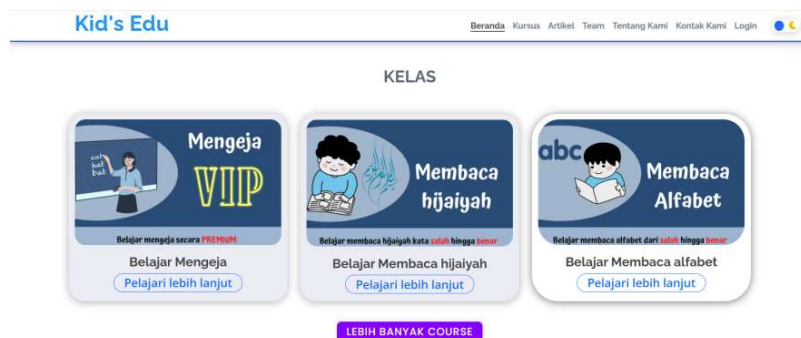 Kid's Edu
Beranda Kursus Artikel Team Tentang Kami Kontak Kami Login
KELAS
cat
hat
bat
Mengeja
VIP
Belajar mengeja secara PREMIUM
Belajar Mengeja
Pelajari lebih lanjut
Membaca
hijaiyah
Belajar membaca hijaiyah kata salah hingga benar
Belajar Membaca hijaiyah
Pelajari lebih lanjut
abc
Membaca
Alfabet
Belajar membaca alfabet dari salah hingga benar
Belajar Membaca alfabet
Pelajari lebih lanjut
LEBIH BANYAK COURSE